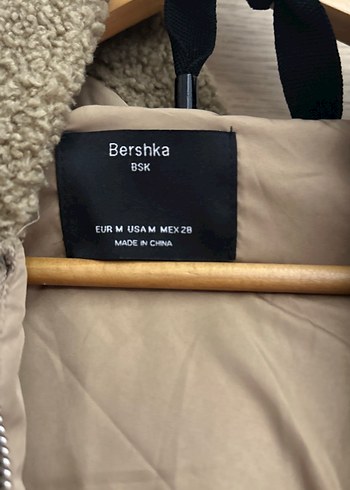 Bershka
BSK
EUR M USA M MEX 28
MADE IN CHINA